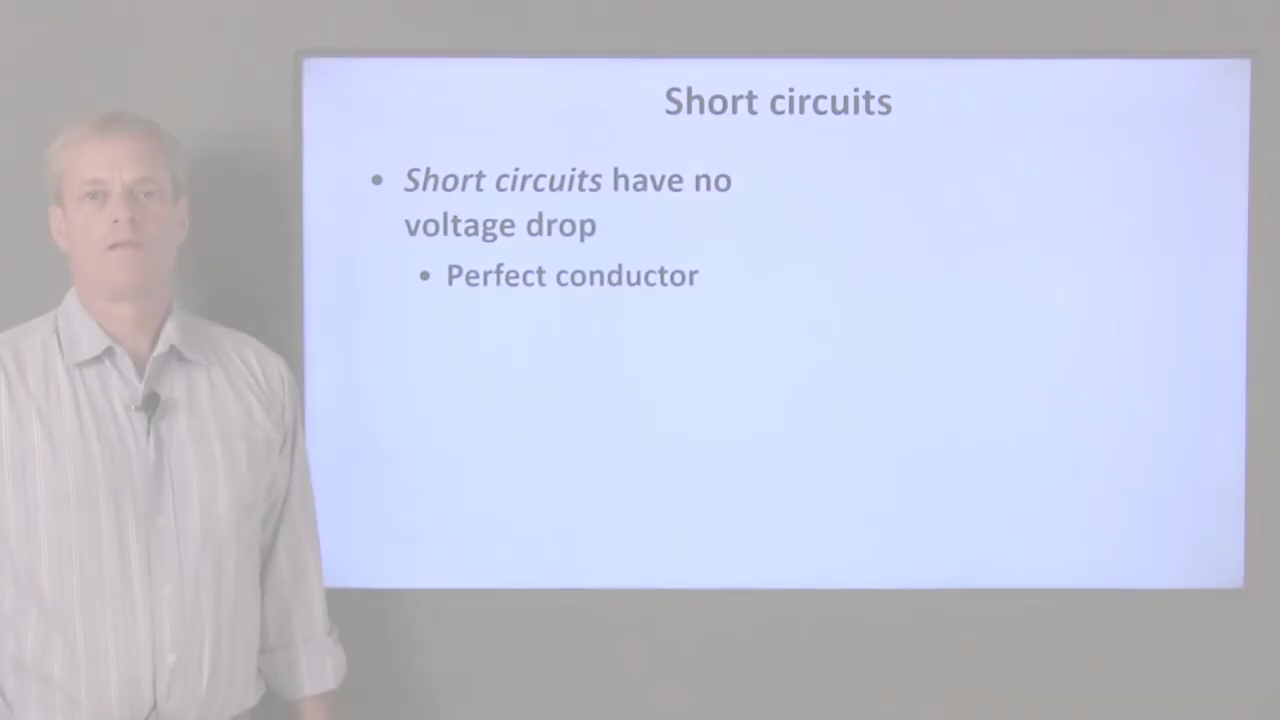 Short circuits
• Short circuits have no
voltage drop
• Perfect conductor